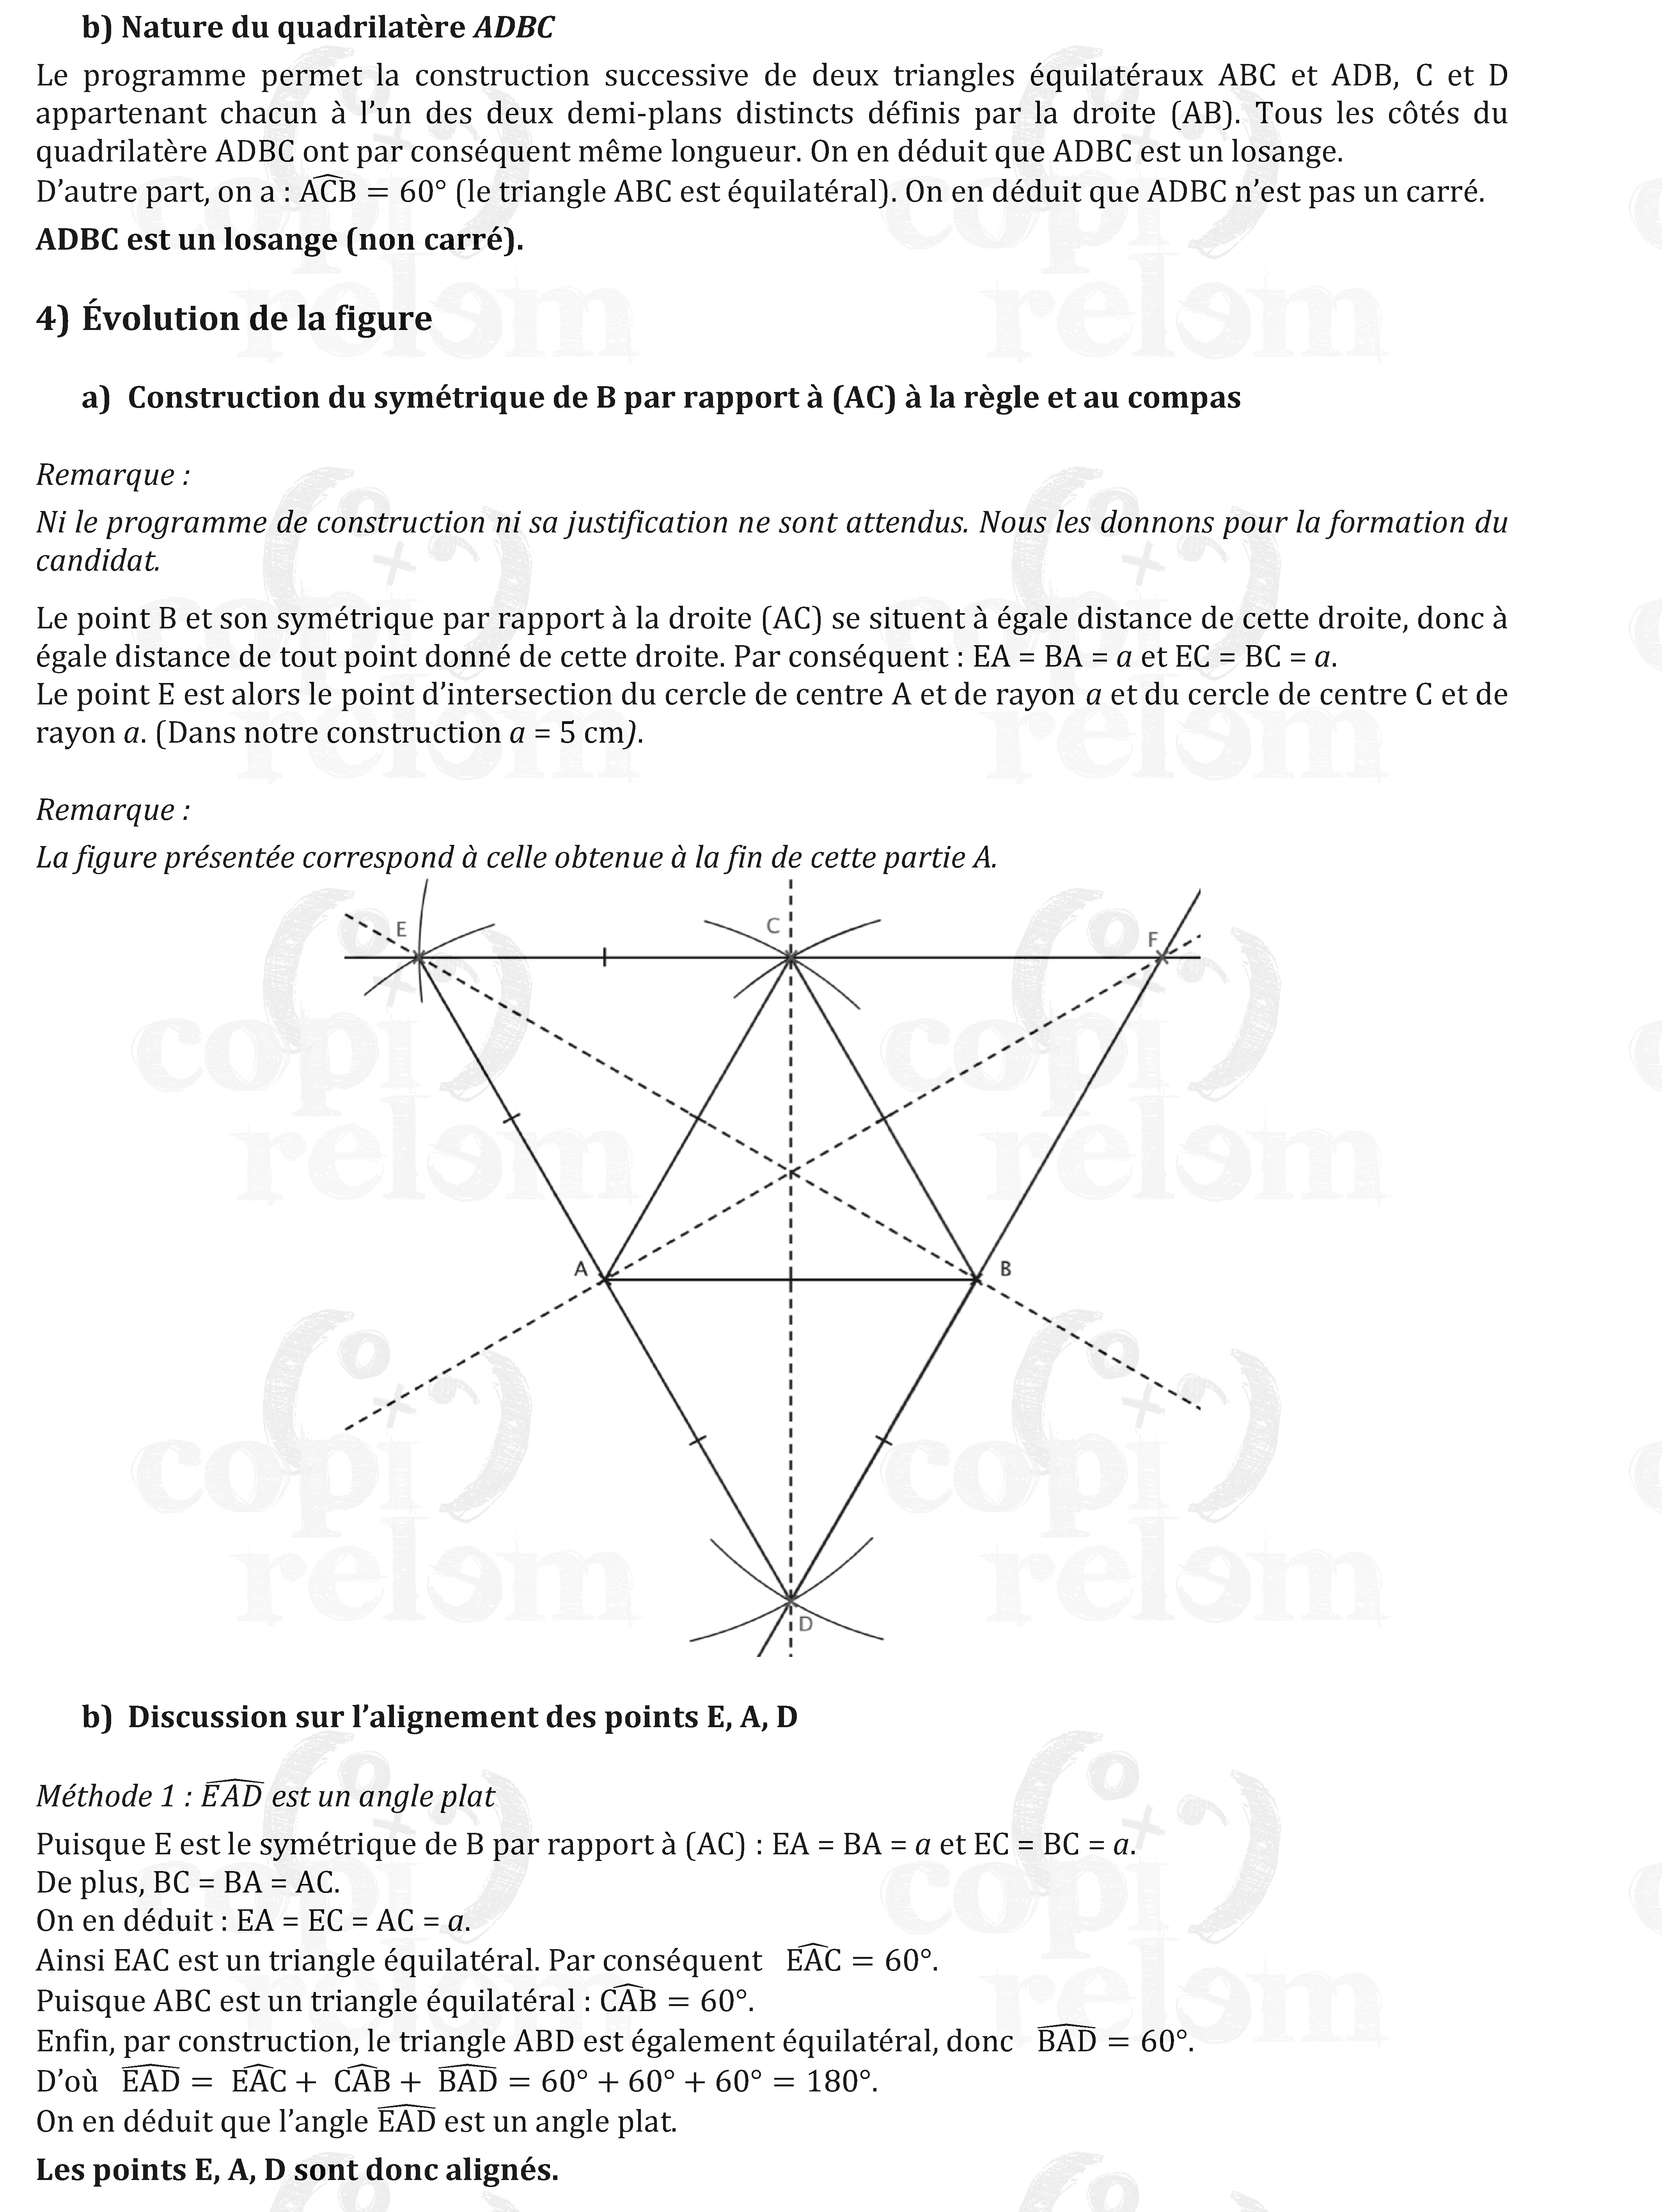 b) Nature du quadrilatère ADBC
Le programme permet la construction successive de deux triangles équilatéraux ABC et ADB, C et D
appartenant chacun à l'un des deux demi-plans distincts définis par la droite (AB). Tous les côtés du
quadrilatère ADBC ont par conséquent même longueur. On en déduit que ADBC est un losange.
D'autre part, on a : \widehat{ACB} = 60° (le triangle ABC est équilatéral). On en déduit que ADBC n'est pas un carré.
ADBC est un losange (non carré).
4) Évolution de la figure
a) Construction du symétrique de B par rapport à (AC) à la règle et au compas
Remarque :
Ni le programme de construction ni sa justification ne sont attendus. Nous les donnons pour la formation du
candidat.
Le point B et son symétrique par rapport à la droite (AC) se situent à égale distance de cette droite, donc à
égale distance de tout point donné de cette droite. Par conséquent : EA = BA = a et EC = BC = a.
Le point E est alors le point d'intersection du cercle de centre A et de rayon a et du cercle de centre C et de
rayon a. (Dans notre construction a = 5 cm).
Remarque :
La figure présentée correspond à celle obtenue à la fin de cette partie A.
E
C
F
A
B
D
b) Discussion sur l'alignement des points E, A, D
Méthode 1 : \widehat{EAD} est un angle plat
Puisque E est le symétrique de B par rapport à (AC) : EA = BA = a et EC = BC = a.
De plus, BC = BA = AC.
On en déduit : EA = EC = AC = a.
Ainsi EAC est un triangle équilatéral. Par conséquent \widehat{EAC} = 60°.
Puisque ABC est un triangle équilatéral : \widehat{CAB} = 60°.
Enfin, par construction, le triangle ABD est également équilatéral, donc \widehat{BAD} = 60°.
D'où \widehat{EAD} = \widehat{EAC} + \widehat{CAB} + \widehat{BAD} = 60° + 60° + 60° = 180°.
On en déduit que l'angle \widehat{EAD} est un angle plat.
Les points E, A, D sont donc alignés.